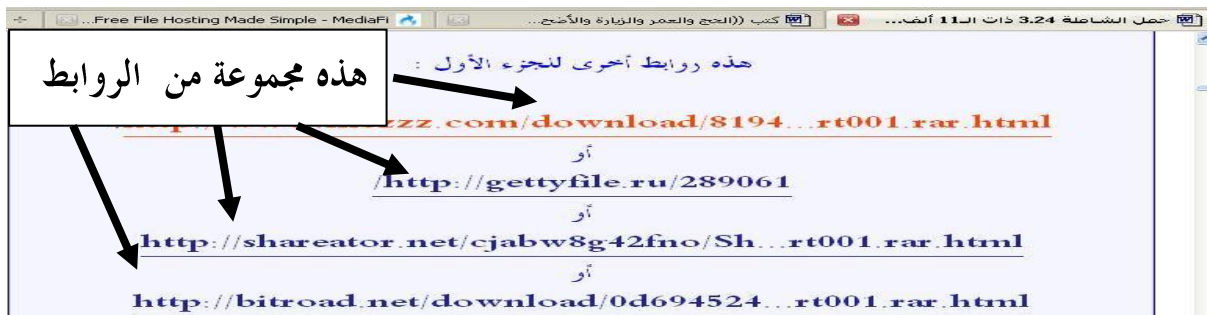 حمل الشاملة 3.24 ذات الـ11 ألف...
كتب ((الحج والعمر والزيارة والأضح...
...Free File Hosting Made Simple - MediaFi
هذه روابط أخرى للجزء الأول :
هذه مجموعة من الروابط
zzz.com/download/8194...rt001.rar.html
أو
/http://gettyfile.ru/289061
أو
http://shareator.net/cjabw8g42fno/Sh...rt001.rar.html
أو
http://bitroad.net/download/0d694524...rt001.rar.html